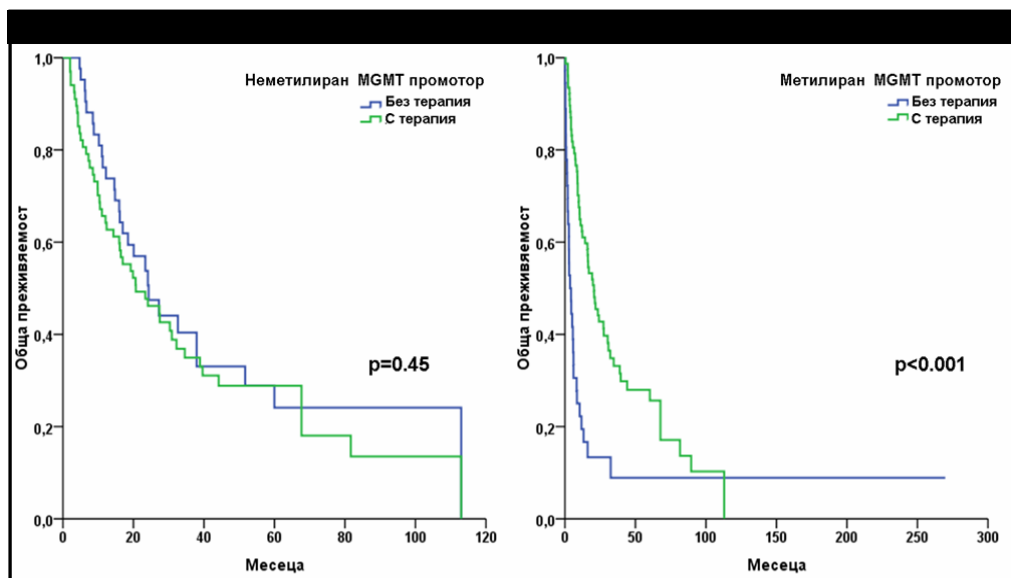 Неметилиран MGMT промотор
Без терапия
С терапия
Обща преживяемост
1,0
0,8
0,6
0,4
0,2
0,0
p=0.45
0 20 40 60 80 100 120
Месеца
Метилиран MGMT промотор
Без терапия
С терапия
Обща преживяемост
1,0
0,8
0,6
0,4
0,2
0,0
p<0.001
0 50 100 150 200 250 300
Месеца